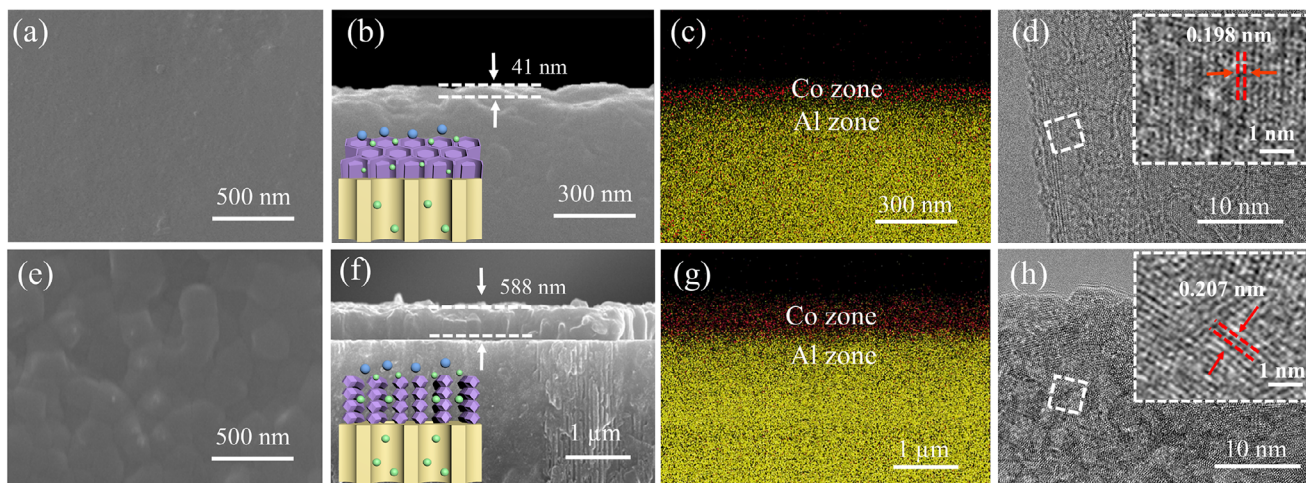 (a)
500 nm
(b)
41 nm
300 nm
(c)
Co zone
Al zone
300 nm
(d)
0.198 nm
1 nm
10 nm
(e)
500 nm
(f)
588 nm
1 μm
(g)
Co zone
Al zone
1 μm
(h)
0.207 nm
1 nm
10 nm